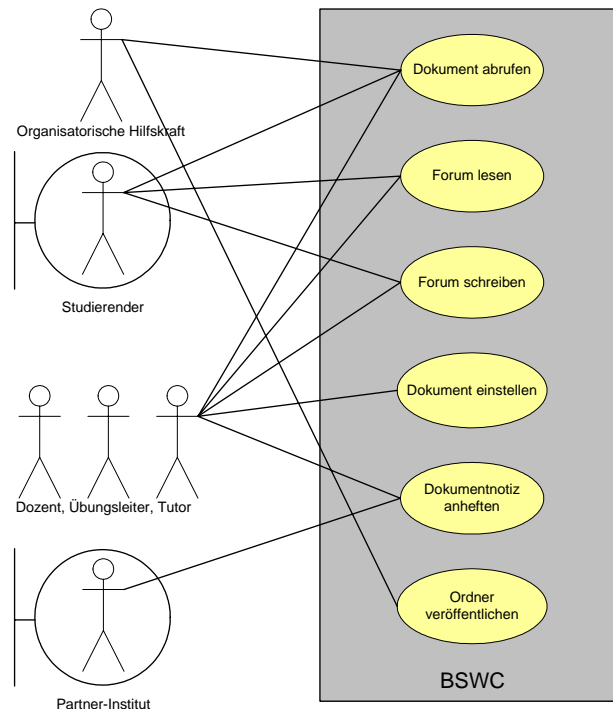 Organisatorische Hilfskraft
Studierender
Dozent, Übungsleiter, Tutor
Partner-Institut
Dokument abrufen
Forum lesen
Forum schreiben
Dokument einstellen
Dokumentnotiz
anheften
Ordner
veröffentlichen
BSWC